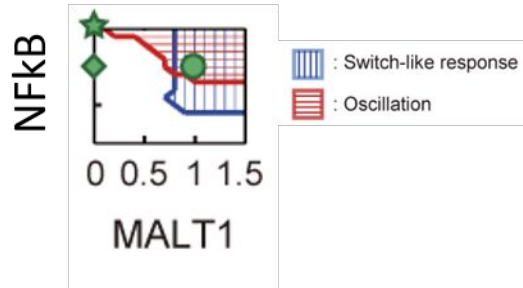 NFkB
: Switch-like response
: Oscillation
0 0.5 1 1.5
MALT1